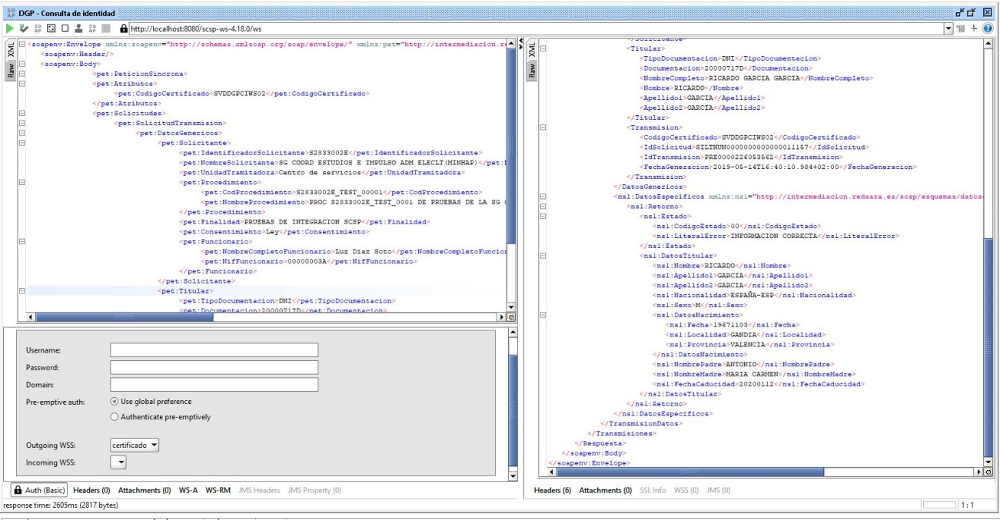 SO AP DGP - Consulta de identidad
http://localhost:8080/scsp-ws-4.18.0/ws
XML
Raw
<soapenv:Envelope xmlns:soapenv="http://schemas.xmlsoap.org/soap/envelope/" xmlns:pet="http://intermediacion.re
<soapenv:Header/>
<soapenv:Body>
<pet:PeticionSincrona>
<pet:Atributos>
<pet:CodigoCertificado>SVDDGPCIWS02</pet:CodigoCertificado>
</pet:Atributos>
<pet:Solicitudes>
<pet:SolicitudTransmision>
<pet:DatosGenericos>
<pet:Solicitante>
<pet:IdentificadorSolicitante>S2833002E</pet:IdentificadorSolicitante>
<pet:NombreSolicitante>SG COORD ESTUDIOS E IMPULSO ADM ELECLT(MINHAP)</pet:N
<pet:UnidadTramitadora>Centro de servicios</pet:UnidadTramitadora>
<pet:Procedimiento>
<pet:CodProcedimiento>S2833002E_TEST_00001</pet:CodProcedimiento>
<pet:NombreProcedimiento>PROC S2833002E_TEST_0001 DE PRUEBAS DE LA SG
</pet:Procedimiento>
<pet:Finalidad>PRUEBAS DE INTEGRACION SCSP</pet:Finalidad>
<pet:Consentimiento>Ley</pet:Consentimiento>
<pet:Funcionario>
<pet:NombreCompletoFuncionario>Luz Diaz Soto</pet:NombreCompletoFuncion
<pet:NifFuncionario>00000003A</pet:NifFuncionario>
</pet:Funcionario>
</pet:Solicitante>
<pet:Titular>
<pet:TipoDocumentacion>DNI</pet:TipoDocumentacion>
<pet:Documentacion>20000717D</pet:Documentacion>
Username:
Password:
Domain:
Pre-emptive auth: Use global preference
Authenticate pre-emptively
Outgoing WSS: certificado
Incoming WSS:
Auth (Basic) Headers (0) Attachments (0) WS-A WS-RM JMS Headers JMS Property (0)
response time: 2605ms (2817 bytes)
XML
Raw
</Solicitante>
<Titular>
<TipoDocumentacion>DNI</TipoDocumentacion>
<Documentacion>20000717D</Documentacion>
<NombreCompleto>RICARDO GARCIA GARCIA</NombreCompleto>
<Nombre>RICARDO</Nombre>
<Apellido1>GARCIA</Apellido1>
<Apellido2>GARCIA</Apellido2>
</Titular>
<Transmision>
<CodigoCertificado>SVDDGPCIWS02</CodigoCertificado>
<IdSolicitud>SILTHUN0000000000000011157</IdSolicitud>
<IdTransmision>PRE0000226053562</IdTransmision>
<FechaGeneracion>2019-05-14T16:40:10.984+02:00</FechaGeneracion>
</Transmision>
</DatosGenericos>
<ns1:DatosEspecificos xmlns:ns1="http://intermediacion.redsara.es/scsp/esquemas/datose
<ns1:Retorno>
<ns1:Estado>
<ns1:CodigoEstado>00</ns1:CodigoEstado>
<ns1:LiteralError>INFORMACION CORRECTA</ns1:LiteralError>
</ns1:Estado>
<ns1:DatosTitular>
<ns1:Nombre>RICARDO</ns1:Nombre>
<ns1:Apellido1>GARCIA</ns1:Apellido1>
<ns1:Apellido2>GARCIA</ns1:Apellido2>
<ns1:Nacionalidad>ESPAÑA-ESP</ns1:Nacionalidad>
<ns1:Sexo>M</ns1:Sexo>
<ns1:DatosNacimiento>
<ns1:Fecha>19671103</ns1:Fecha>
<ns1:Localidad>GANDIA</ns1:Localidad>
<ns1:Provincia>VALENCIA</ns1:Provincia>
</ns1:DatosNacimiento>
<ns1:NombrePadre>ANTONIO</ns1:NombrePadre>
<ns1:NombreMadre>MARIA CARMEN</ns1:NombreMadre>
<ns1:FechaCaducidad>20200112</ns1:FechaCaducidad>
</ns1:DatosTitular>
</ns1:Retorno>
</ns1:DatosEspecificos>
</TransmisionDatos>
</Transmisiones>
</Respuesta>
</soapenv:Body>
</soapenv:Envelope>
Headers (6) Attachments (0) SSL Info WSS (0) JMS (0)
1 : 1